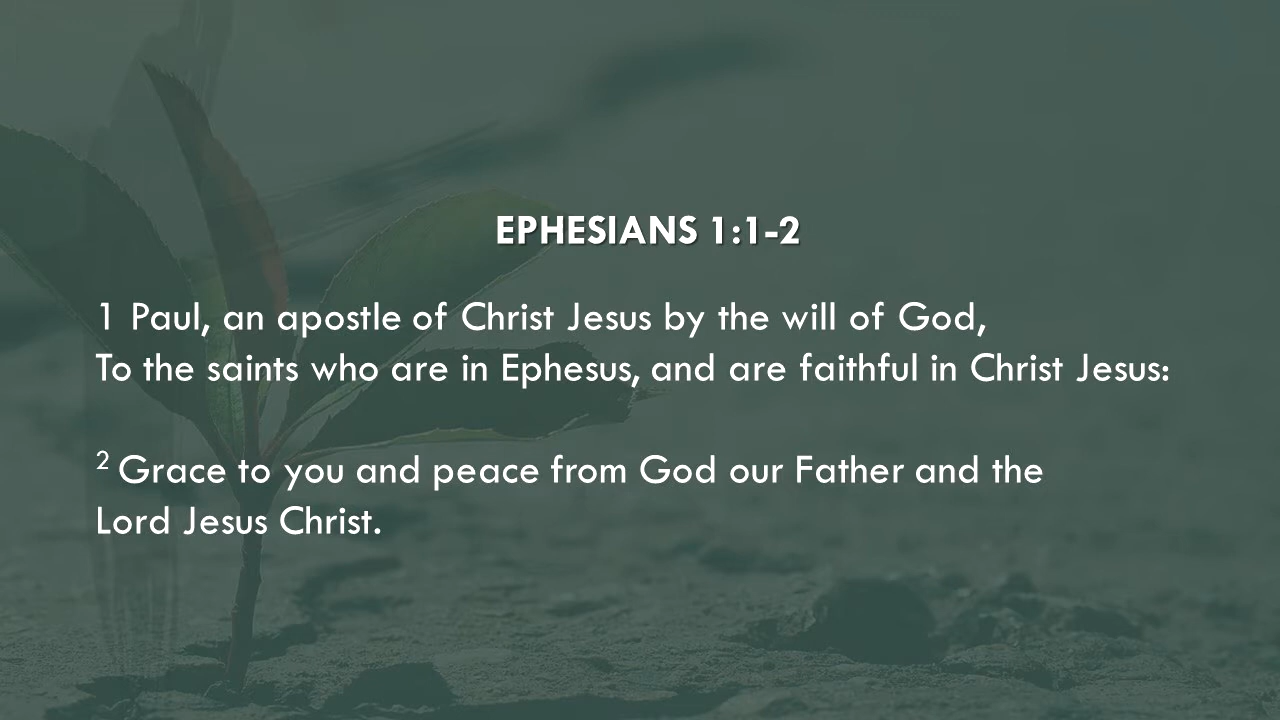 EPHESIANS 1:1-2
1 Paul, an apostle of Christ Jesus by the will of God,
To the saints who are in Ephesus, and are faithful in Christ Jesus:
2 Grace to you and peace from God our Father and the
Lord Jesus Christ.